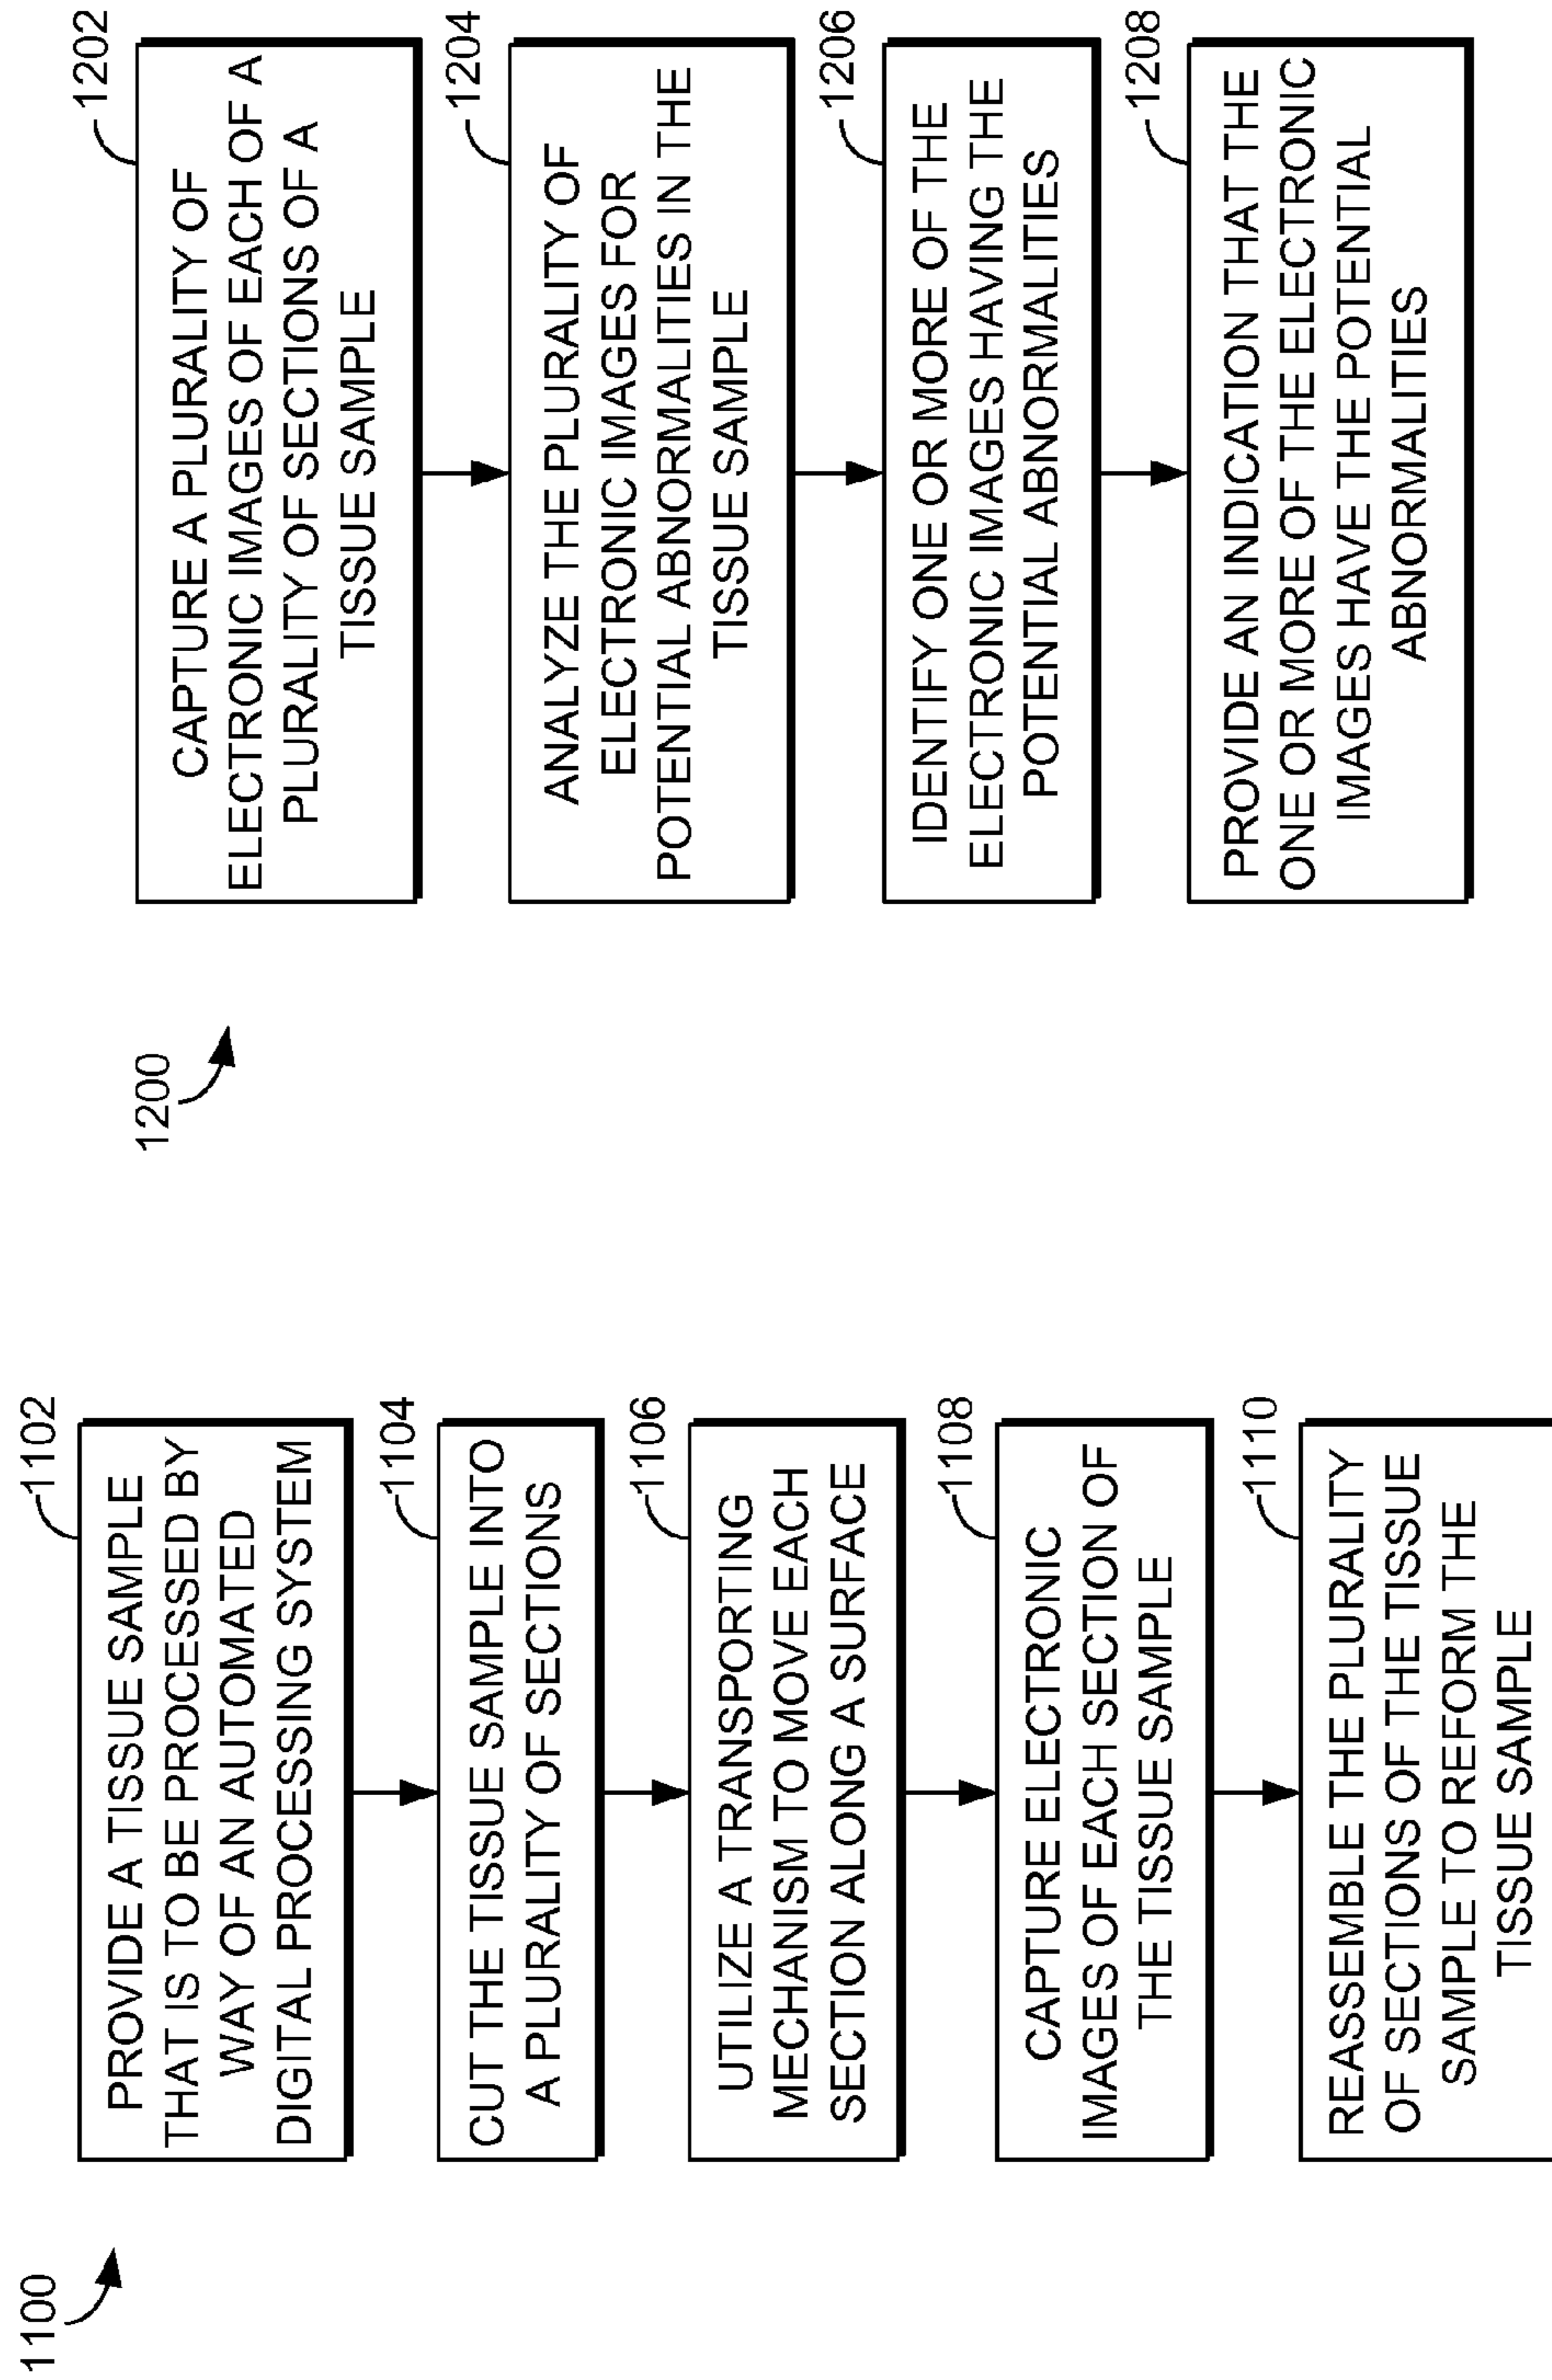 1100
1102
PROVIDE A TISSUE SAMPLE
THAT IS TO BE PROCESSED BY
WAY OF AN AUTOMATED
DIGITAL PROCESSING SYSTEM
1104
CUT THE TISSUE SAMPLE INTO
A PLURALITY OF SECTIONS
1106
UTILIZE A TRANSPORTING
MECHANISM TO MOVE EACH
SECTION ALONG A SURFACE
1108
CAPTURE ELECTRONIC
IMAGES OF EACH SECTION OF
THE TISSUE SAMPLE
1110
REASSEMBLE THE PLURALITY
OF SECTIONS OF THE TISSUE
SAMPLE TO REFORM THE
TISSUE SAMPLE
1200
1202
CAPTURE A PLURALITY OF
ELECTRONIC IMAGES OF EACH OF A
PLURALITY OF SECTIONS OF A
TISSUE SAMPLE
1204
ANALYZE THE PLURALITY OF
ELECTRONIC IMAGES FOR
POTENTIAL ABNORMALITIES IN THE
TISSUE SAMPLE
1206
IDENTIFY ONE OR MORE OF THE
ELECTRONIC IMAGES HAVING THE
POTENTIAL ABNORMALITIES
1208
PROVIDE AN INDICATION THAT THE
ONE OR MORE OF THE ELECTRONIC
IMAGES HAVE THE POTENTIAL
ABNORMALITIES